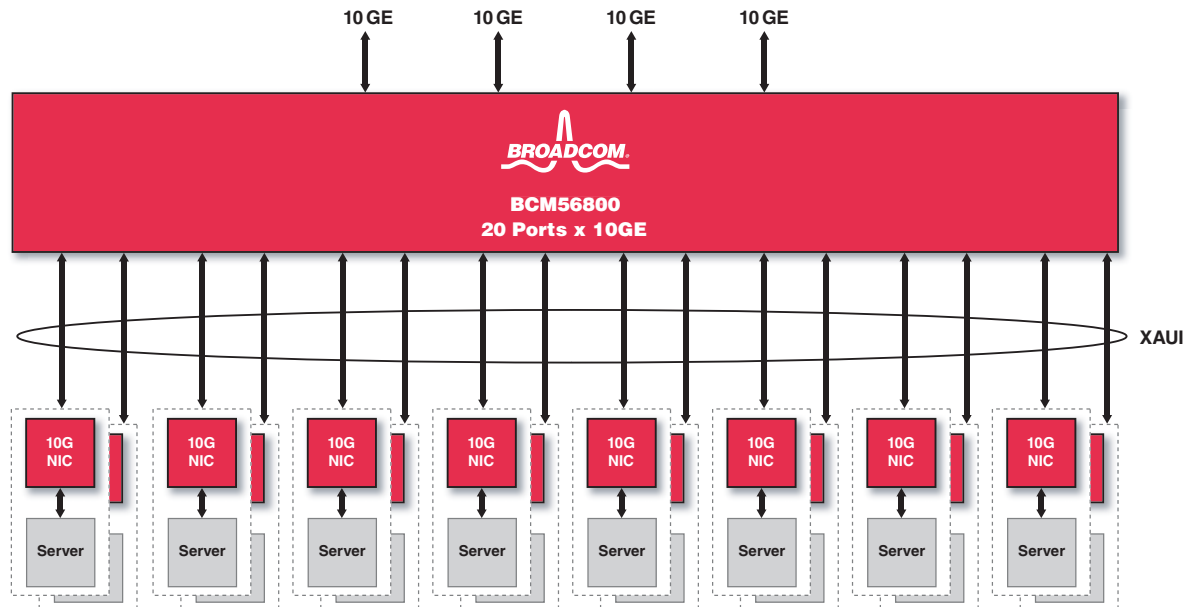 10 GE 10 GE 10 GE 10 GE
BROADCOM®
BCM56800
20 Ports x 10GE
XAUI
10G NIC 10G NIC 10G NIC 10G NIC 10G NIC 10G NIC 10G NIC 10G NIC
Server Server Server Server Server Server Server Server